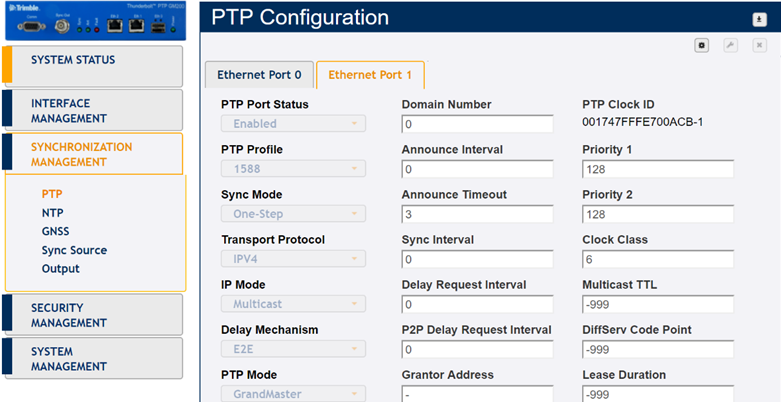 Trimble
Thunderbolt™ PTP GM200
PTP Configuration
SYSTEM STATUS
INTERFACE
MANAGEMENT
SYNCHRONIZATION
MANAGEMENT
PTP
NTP
GNSS
Sync Source
Output
SECURITY
MANAGEMENT
SYSTEM
MANAGEMENT
Ethernet Port 0 Ethernet Port 1
PTP Port Status Domain Number PTP Clock ID
Enabled 0 001747FFFE700ACB-1
PTP Profile Announce Interval Priority 1
1588 0 128
Sync Mode Announce Timeout Priority 2
One-Step 3 128
Transport Protocol Sync Interval Clock Class
IPV4 0 6
IP Mode Delay Request Interval Multicast TTL
Multicast 0 -999
Delay Mechanism P2P Delay Request Interval DiffServ Code Point
E2E 0 -999
PTP Mode Grantor Address Lease Duration
GrandMaster - -999